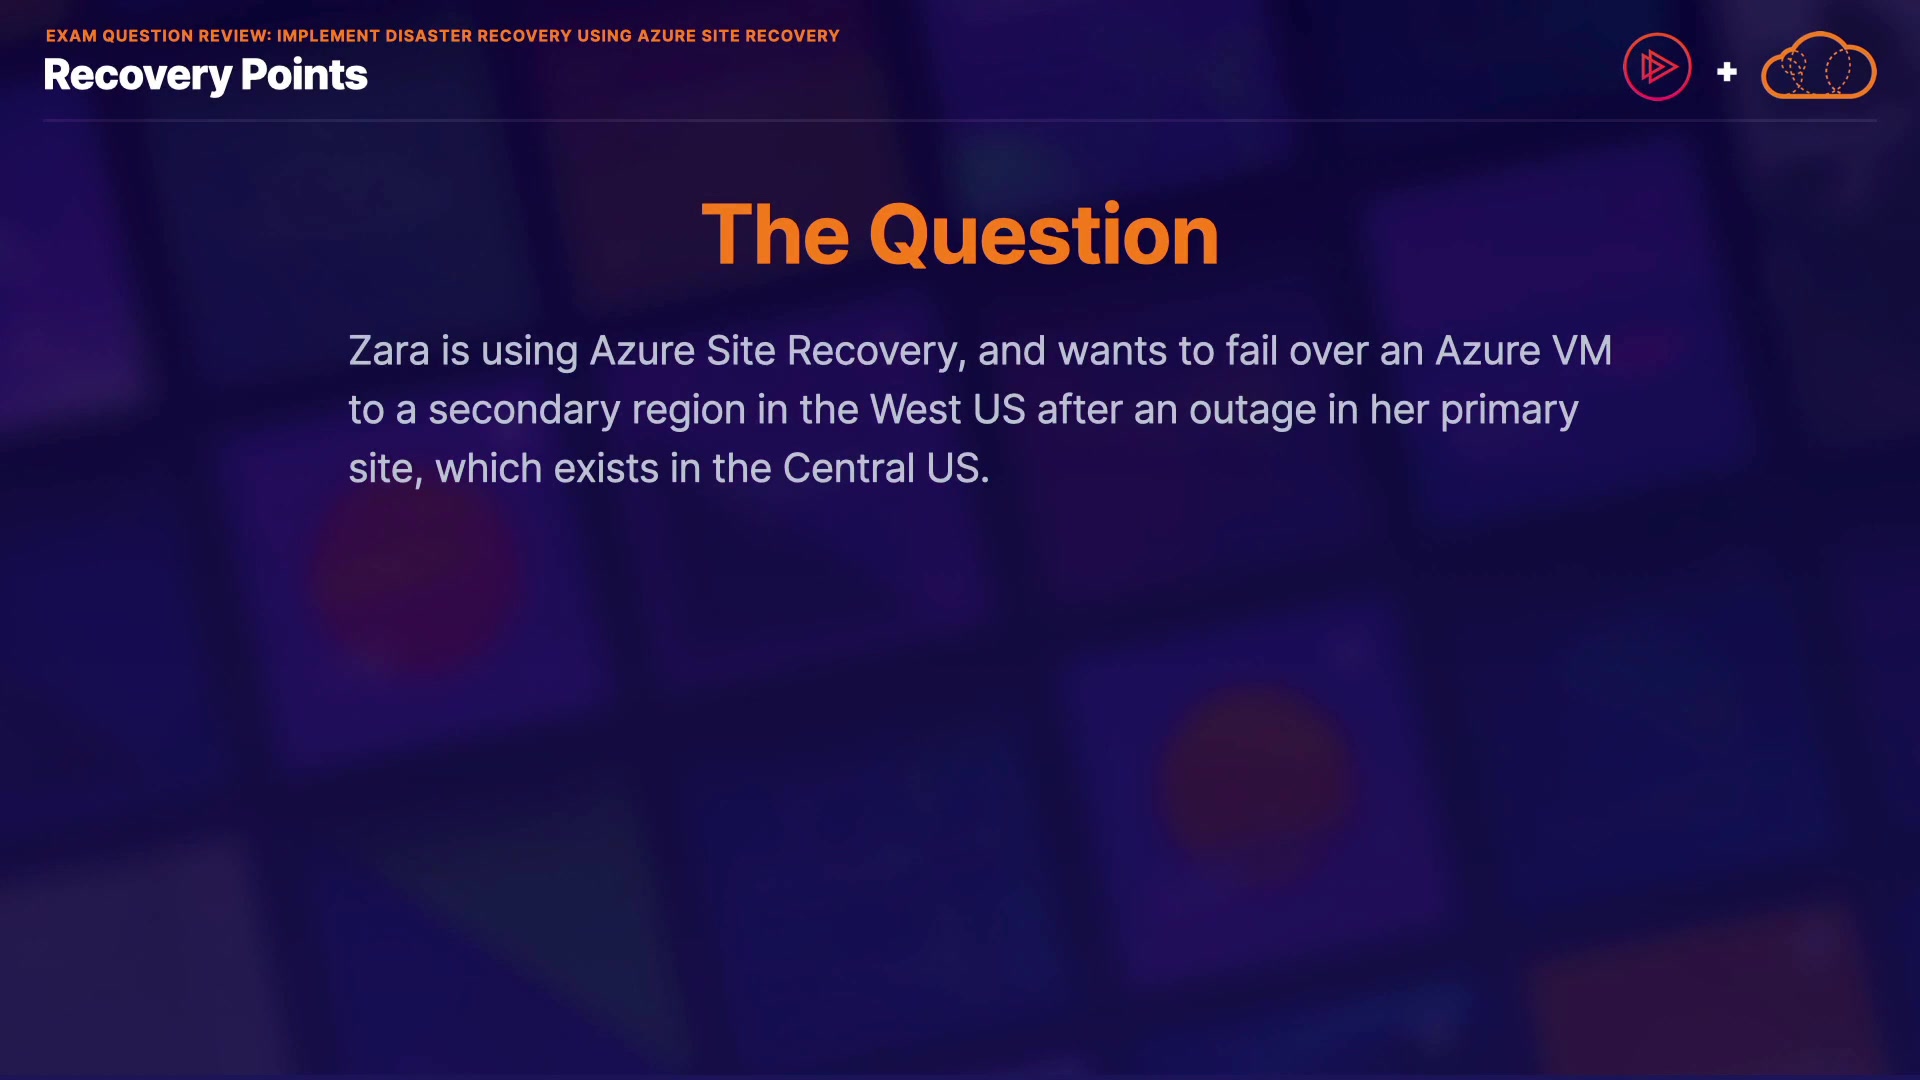 EXAM QUESTION REVIEW: IMPLEMENT DISASTER RECOVERY USING AZURE SITE RECOVERY
Recovery Points
The Question
Zara is using Azure Site Recovery, and wants to fail over an Azure VM
to a secondary region in the West US after an outage in her primary
site, which exists in the Central US.